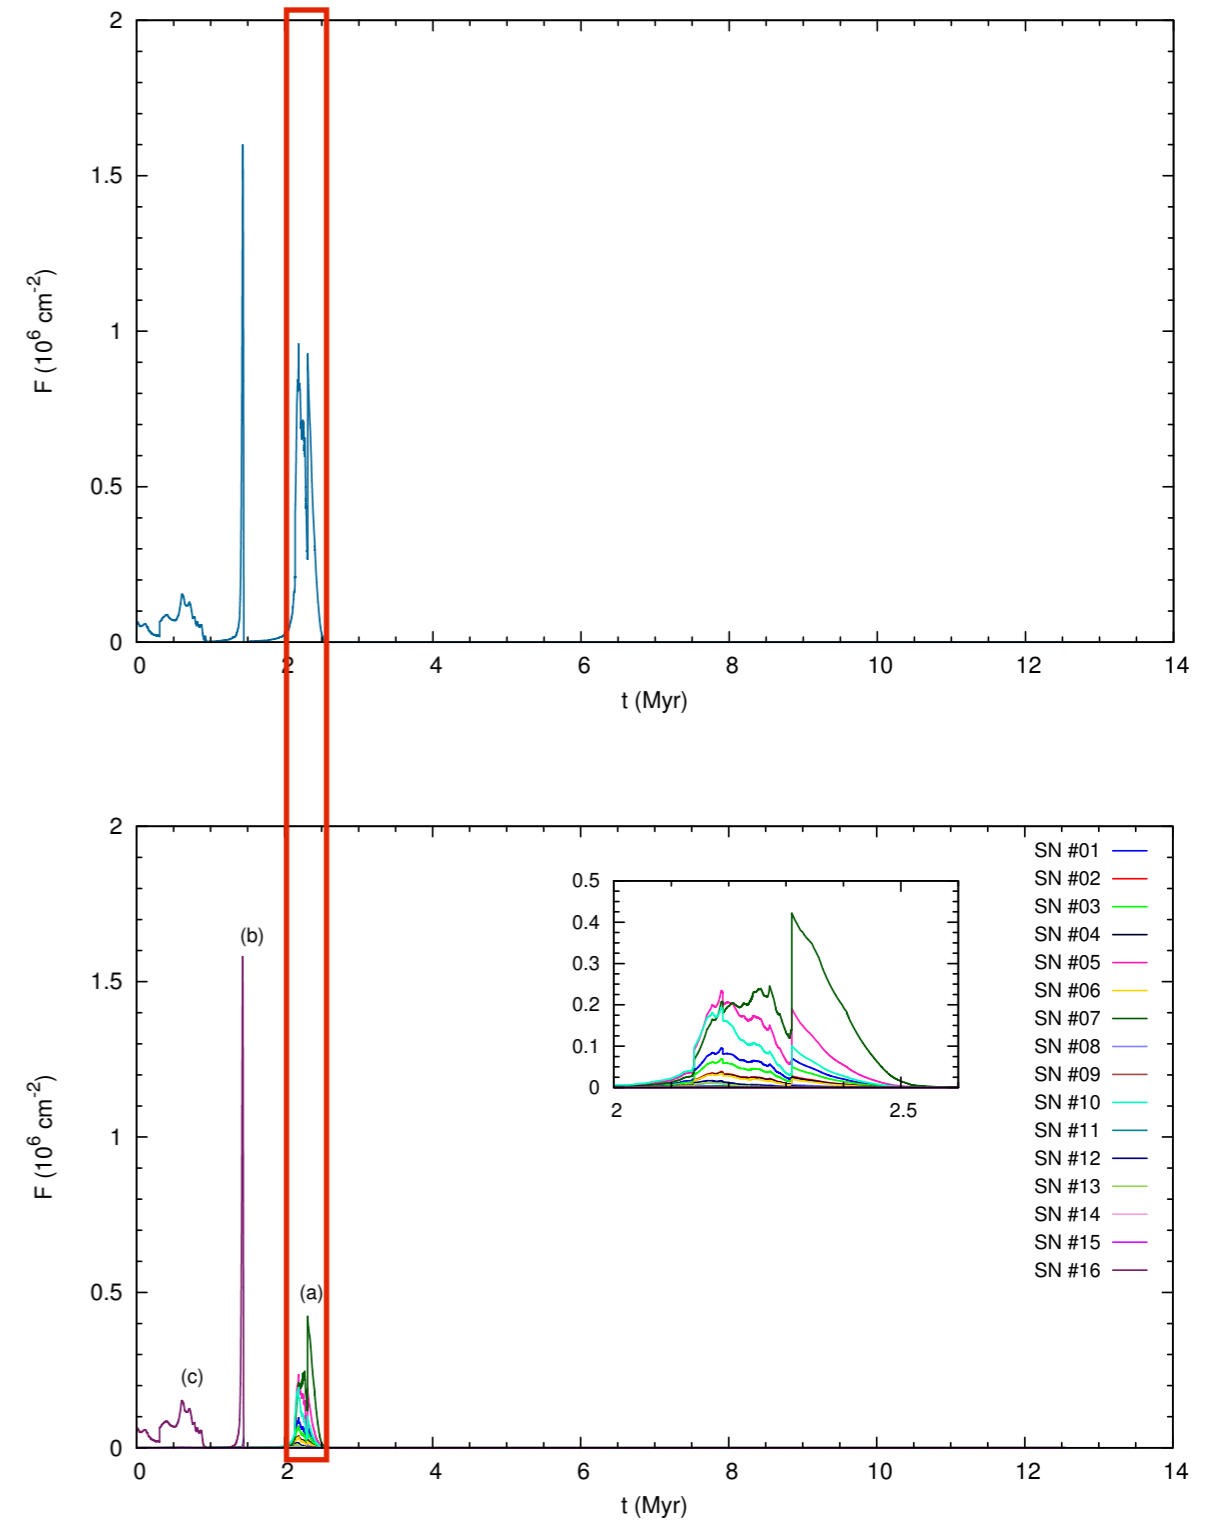 2
1.5
1
0.5
0
F (10^6 cm^-2)
0 2 4 6 8 10 12 14
t (Myr)
2
1.5
1
0.5
0
F (10^6 cm^-2)
(b)
(a)
(c)
0.5
0.4
0.3
0.2
0.1
0
2 2.5
SN #01
SN #02
SN #03
SN #04
SN #05
SN #06
SN #07
SN #08
SN #09
SN #10
SN #11
SN #12
SN #13
SN #14
SN #15
SN #16
0 2 4 6 8 10 12 14
t (Myr)